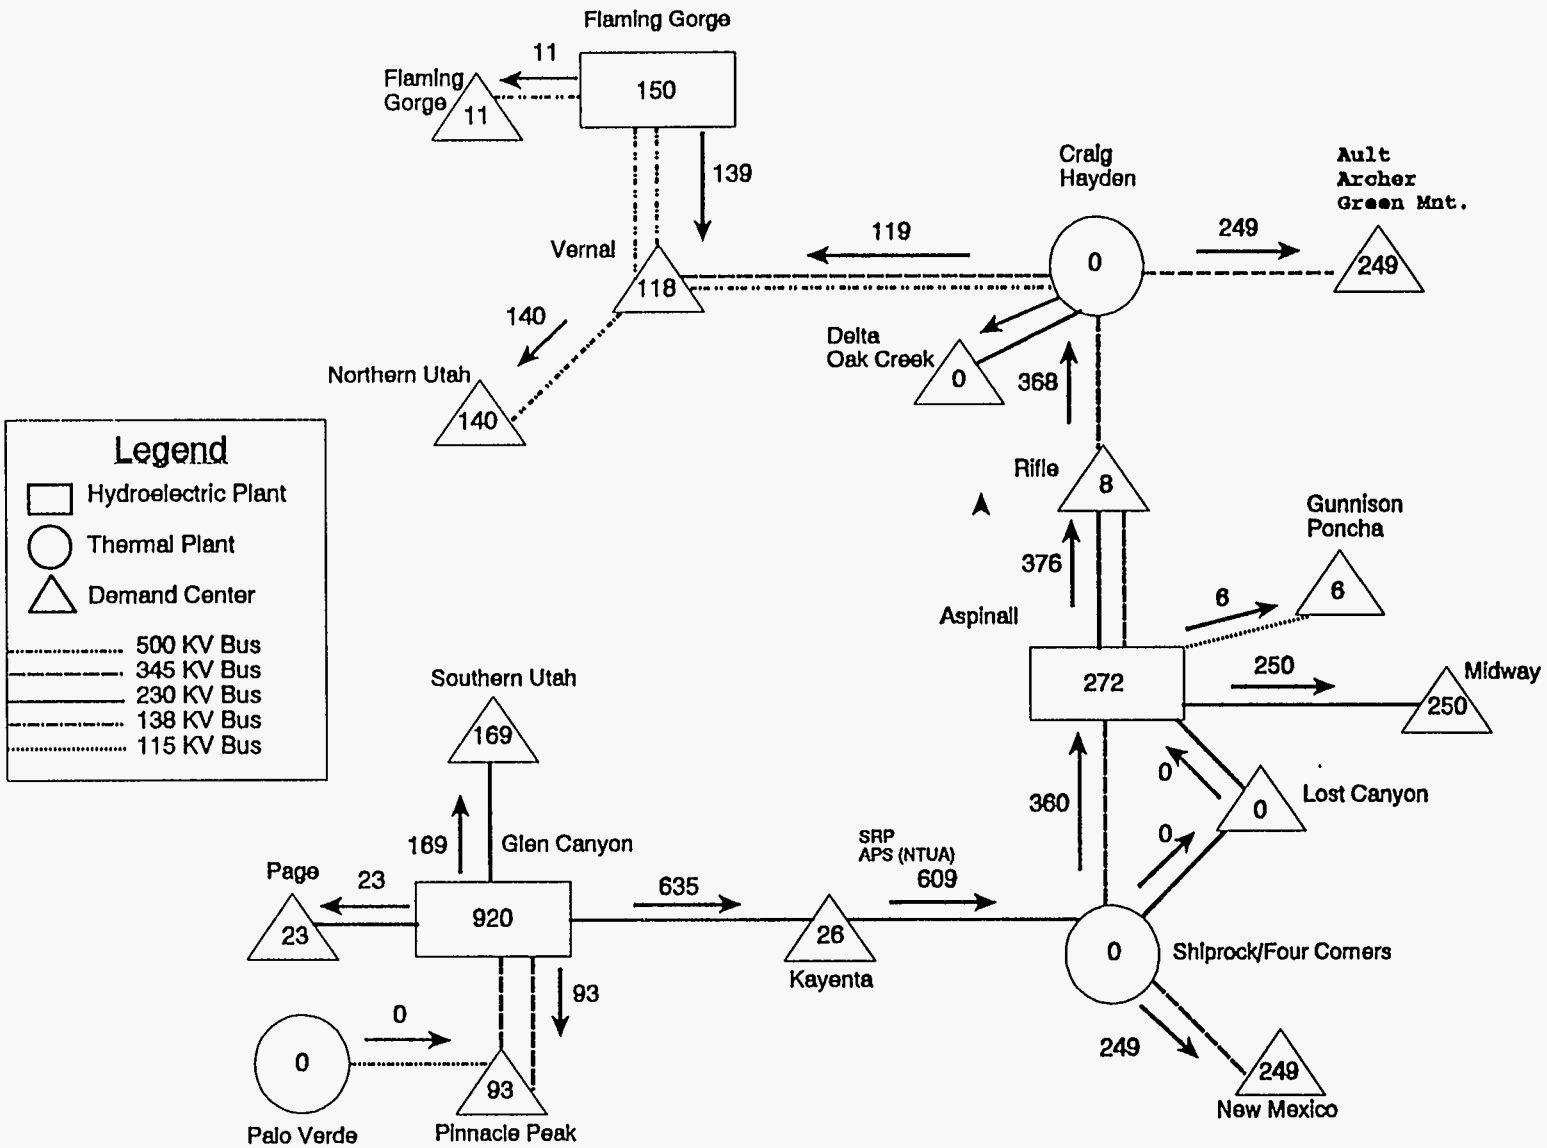 Flaming Gorge
11
Flaming
Gorge
11
150
139
Vernal
118
119
Craig
Hayden
0
249
Ault
Archer
Green Mnt.
249
140
Northern Utah
140
Delta
Oak Creek
0
368
Rifle
8
376
Gunnison
Poncha
6
6
Aspinall
272
250
Midway
250
Legend
Hydroelectric Plant
Thermal Plant
Demand Center
500 KV Bus
345 KV Bus
230 KV Bus
138 KV Bus
115 KV Bus
Southern Utah
169
169
Glen Canyon
Page
23
23
920
635
SRP
APS (NTUA)
609
26
Kayenta
360
0
0
0
Lost Canyon
0
Shiprock/Four Corners
93
0
0
Palo Verde
93
Pinnacle Peak
249
249
New Mexico